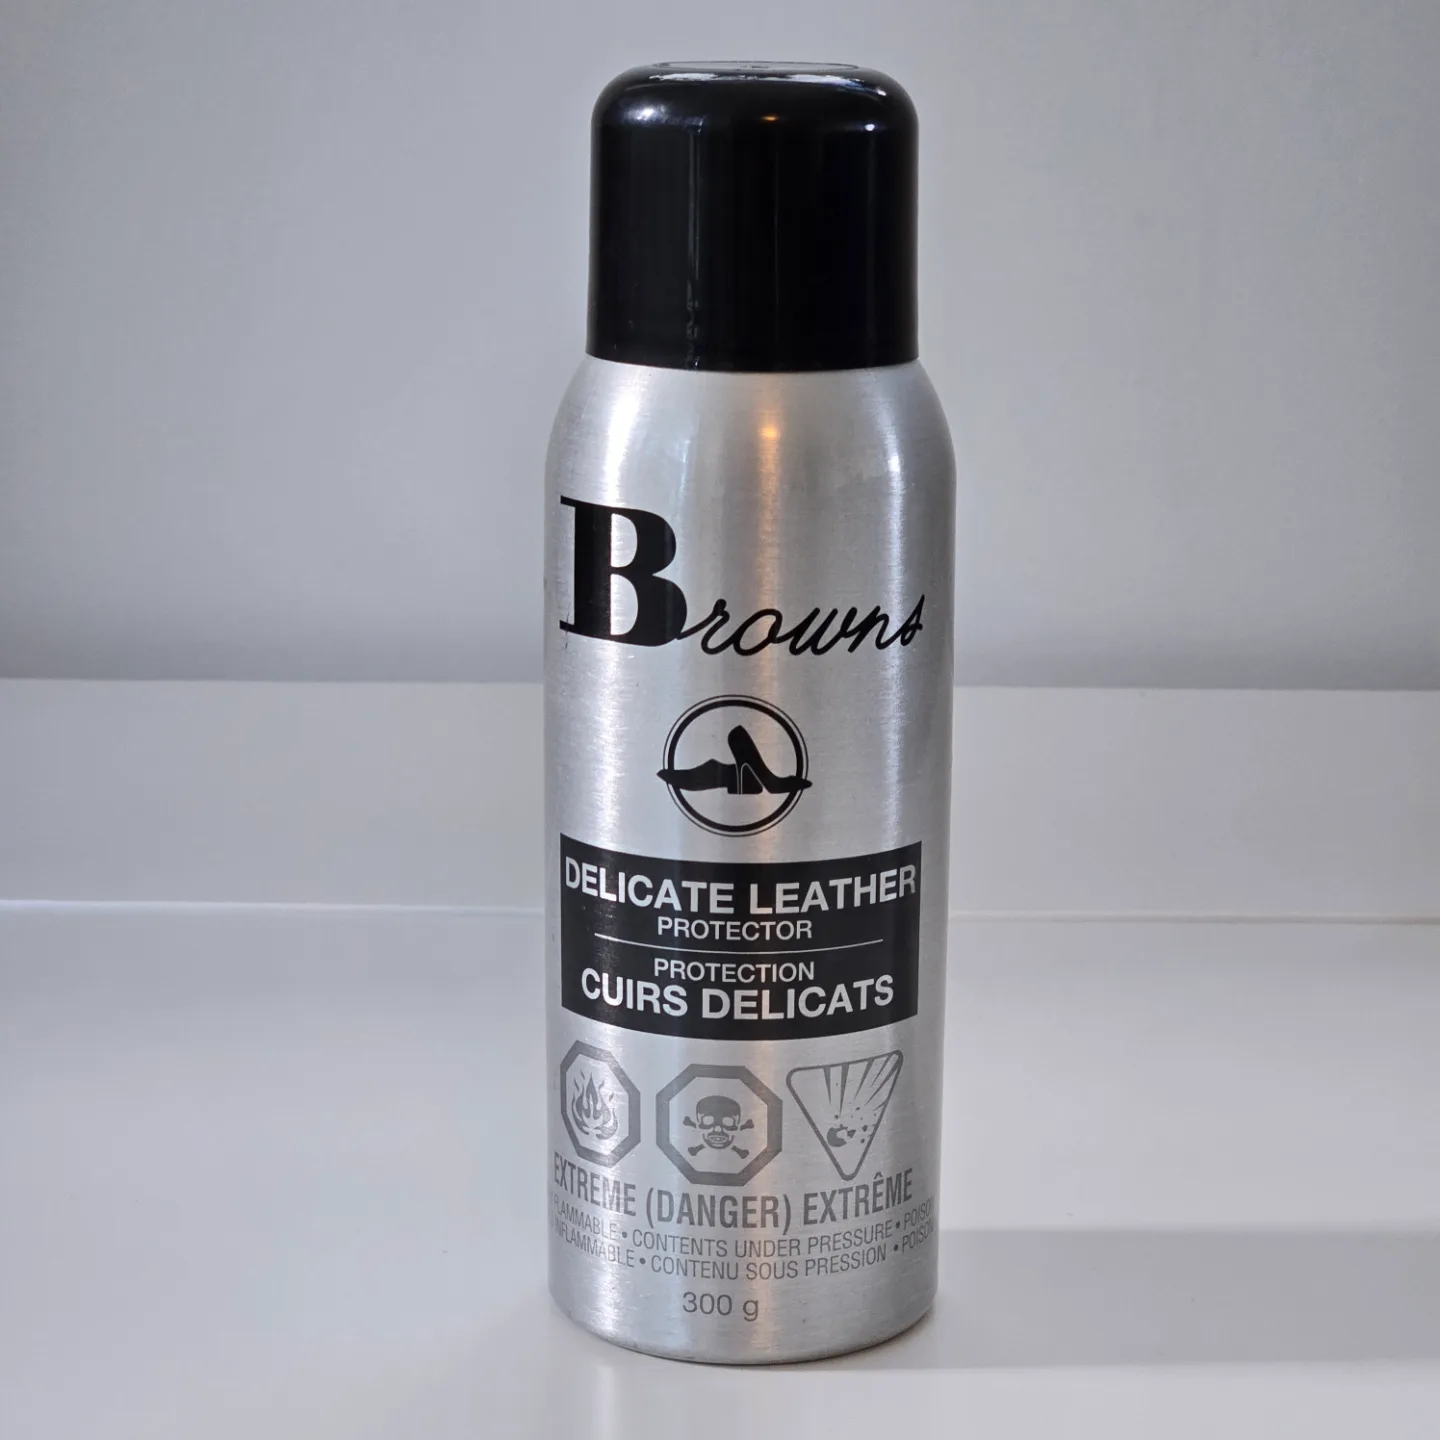 Browns
DELICATE LEATHER
PROTECTOR
PROTECTION
CUIRS DELICATS
EXTREME (DANGER) EXTRÊME
FLAMMABLE • CONTENTS UNDER PRESSURE • POISON
INFLAMMABLE • CONTENU SOUS PRESSION • POISON
300 g